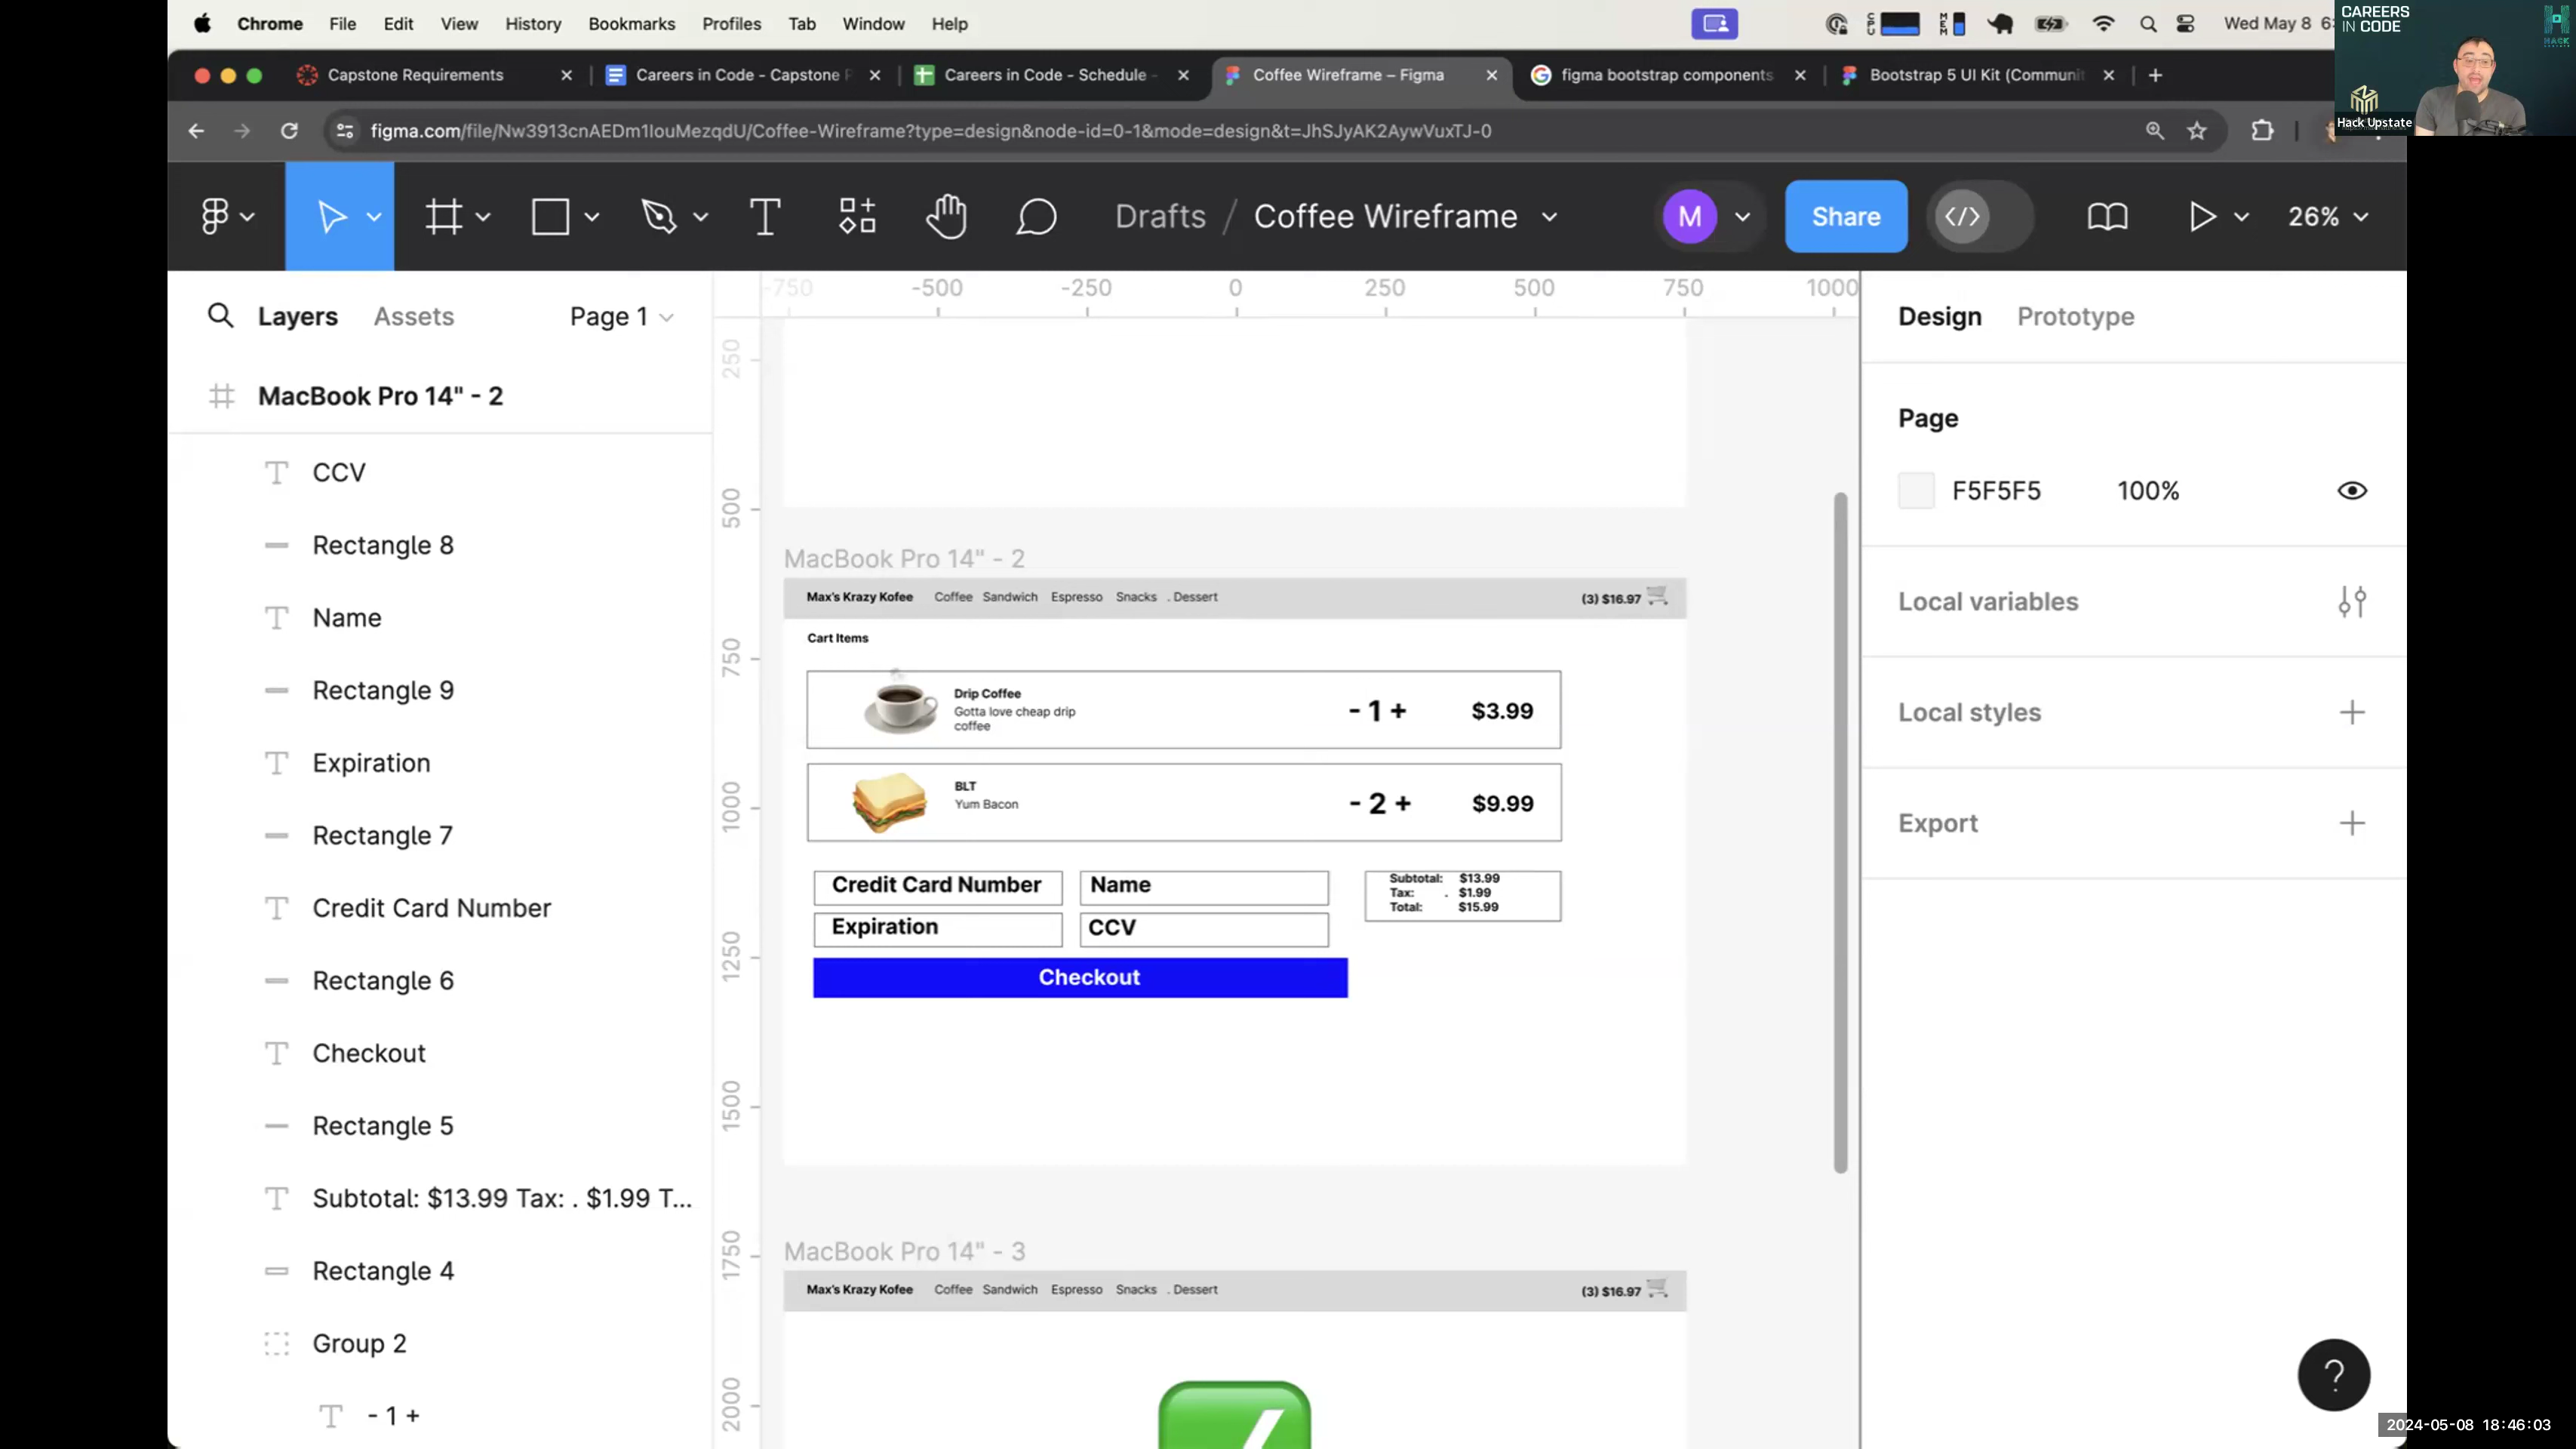 Chrome File Edit View History Bookmarks Profiles Tab Window Help
CPU
MEM
Wed May 8 6:
CAREERS
IN CODE
HACK
Hack Upstate
Capstone Requirements
Careers in Code - Capstone
Careers in Code - Schedule -
Coffee Wireframe – Figma
figma bootstrap components
Bootstrap 5 UI Kit (Communit
figma.com/file/Nw3913cnAEDm1IouMezqdU/Coffee-Wireframe?type=design&node-id=0-1&mode=design&t=JhSJyAK2AywVuxTJ-0
Drafts / Coffee Wireframe
M
Share
26%
Layers Assets Page 1
MacBook Pro 14" - 2
CCV
Rectangle 8
Name
Rectangle 9
Expiration
Rectangle 7
Credit Card Number
Rectangle 6
Checkout
Rectangle 5
Subtotal: $13.99 Tax: . $1.99 T...
Rectangle 4
Group 2
- 1 +
-750 -500 -250 0 250 500 750 1000
250
500
750
1000
1250
1500
1750
2000
MacBook Pro 14" - 2
Max's Krazy Kofee Coffee Sandwich Espresso Snacks . Dessert (3) $16.97
Cart Items
Drip Coffee
Gotta love cheap drip
coffee
- 1 + $3.99
BLT
Yum Bacon
- 2 + $9.99
Credit Card Number Name
Expiration CCV
Checkout
Subtotal: $13.99
Tax: . $1.99
Total: $15.99
MacBook Pro 14" - 3
Max's Krazy Kofee Coffee Sandwich Espresso Snacks . Dessert (3) $16.97
Design Prototype
Page
F5F5F5 100%
Local variables
Local styles
Export
?
2024-05-08 18:46:03